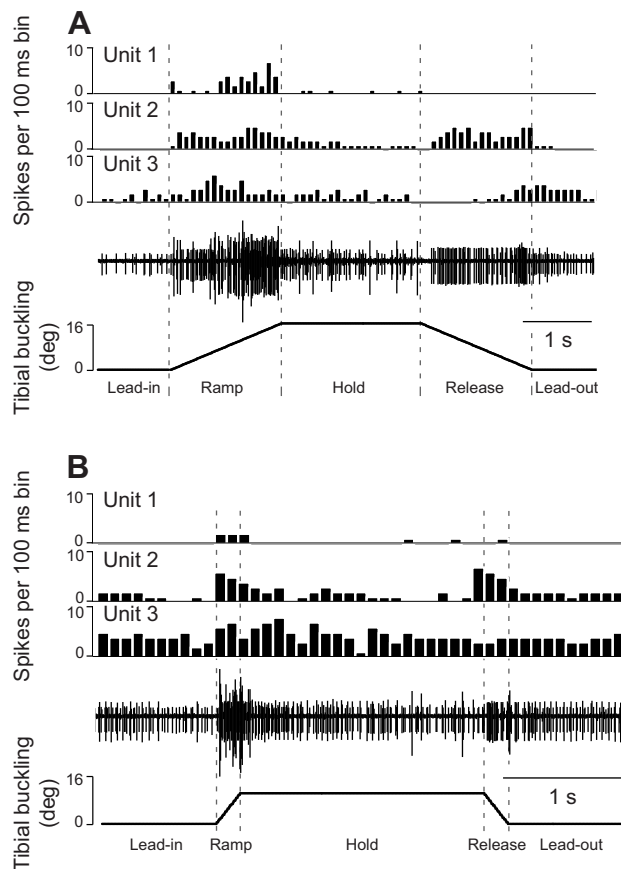 A
Spikes per 100 ms bin
10
Unit 1
0
10
Unit 2
0
10
Unit 3
0
Tibial buckling
(deg)
16
0
1 s
Lead-in
Ramp
Hold
Release
Lead-out
B
Spikes per 100 ms bin
10
Unit 1
0
10
Unit 2
0
10
Unit 3
0
Tibial buckling
(deg)
16
0
1 s
Lead-in
Ramp
Hold
Release
Lead-out